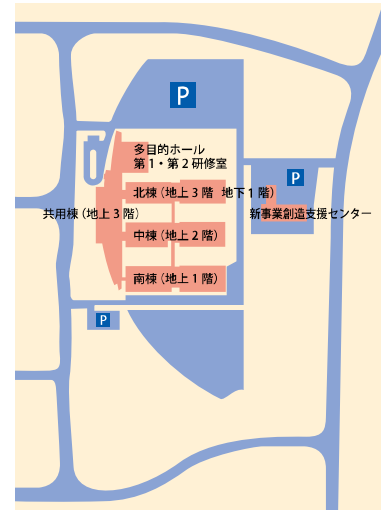 P
多目的ホール
第1・第2研修室
P
北棟(地上3階 地下1階)
共用棟(地上3階)
新事業創造支援センター
中棟(地上2階)
南棟(地上1階)
P